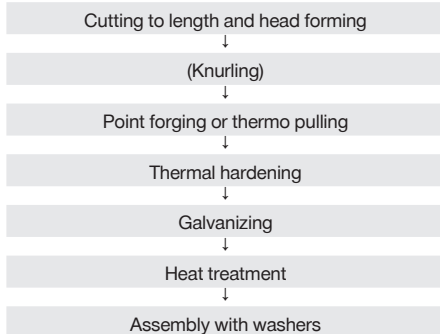 Cutting to length and head forming
↓
(Knurling)
↓
Point forging or thermo pulling
↓
Thermal hardening
↓
Galvanizing
↓
Heat treatment
↓
Assembly with washers